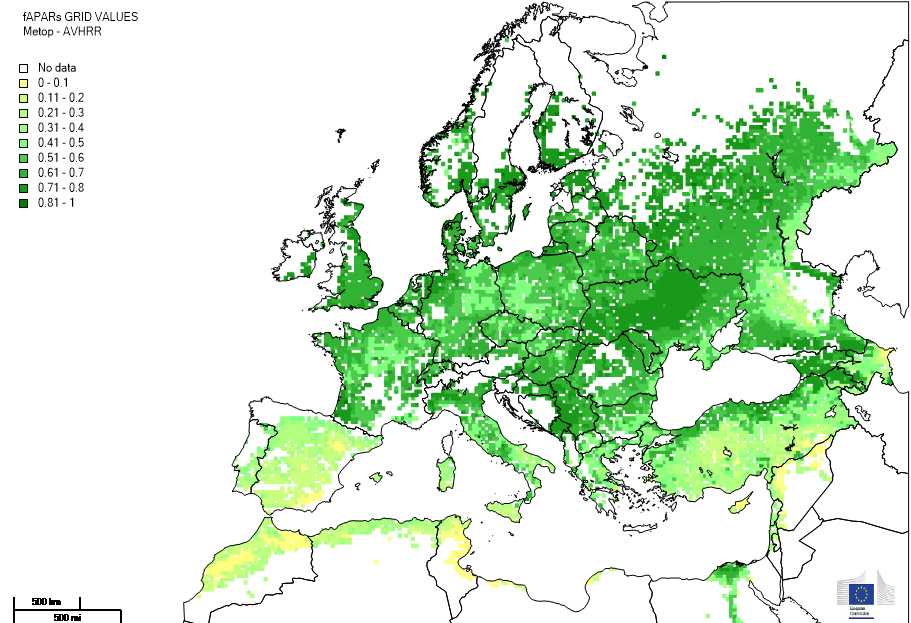 fAPARs GRID VALUES
Metop - AVHRR
No data
0 - 0.1
0.11 - 0.2
0.21 - 0.3
0.31 - 0.4
0.41 - 0.5
0.51 - 0.6
0.61 - 0.7
0.71 - 0.8
0.81 - 1
500 km
500 mi
European
Commission